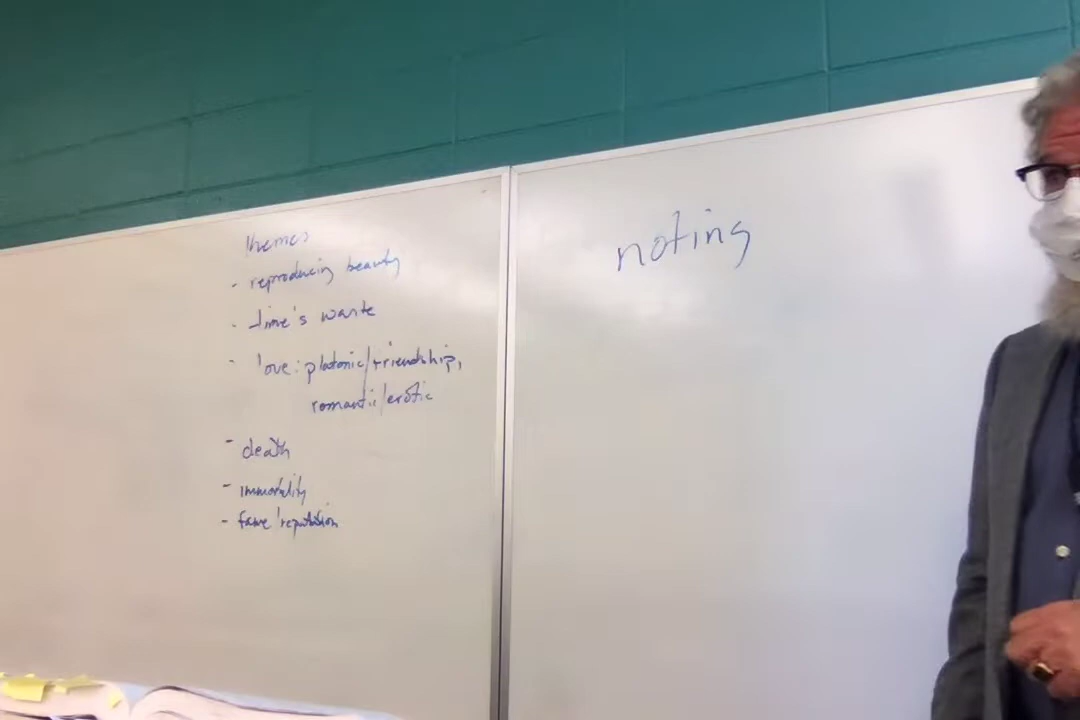 themes
- reproducing beauty
- time's waste
- love: platonic/friendship,
romantic/erotic
- death
- immortality
- fame/reputation
noting